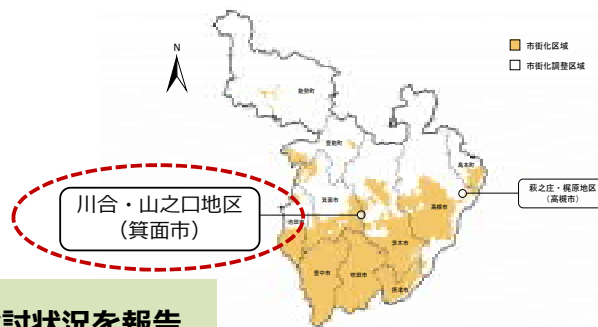 N
市街化区域
市街化調整区域
能勢町
豊能町
島本町
川合・山之口地区
（箕面市）
箕面市
池田市
高槻市
茨木市
豊中市
吹田市
摂津市
萩之庄・梶原地区
（高槻市）
討状況を報告